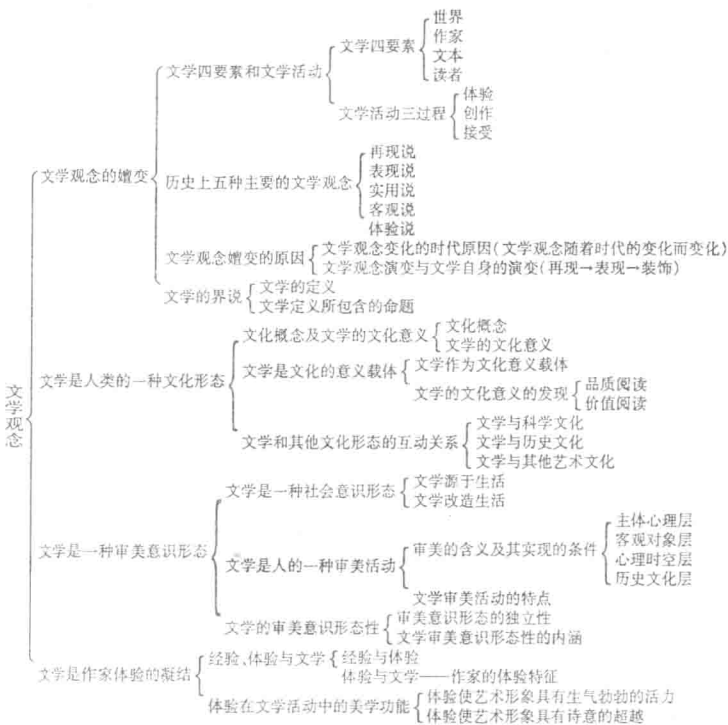 世界
作家
文学四要素
文本
读者
文学四要素和文学活动
体验
文学活动三过程
创作
接受
再现说
文学观念的嬗变
表现说
历史上五种主要的文学观念
实用说
客观说
体验说
文学观念变化的时代原因(文学观念随着时代的变化而变化)
文学观念嬗变的原因
文学观念演变与文学自身的演变(再现→表现→装饰)
文学的定义
文学的界说
文学定义所包含的命题
文化概念及文学的文化意义
文化概念
文学的文化意义
文学是文化的意义载体
文学作为文化意义载体
文学是人类的一种文化形态
文学的文化意义的发现
品质阅读
价值阅读
文学观念
文学与科学文化
文学和其他文化形态的互动关系
文学与历史文化
文学与其他艺术文化
文学是一种社会意识形态
文学源于生活
文学改造生活
主体心理层
文学是一种审美意识形态
审美的含义及其实现的条件
客观对象层
文学是人的一种审美活动
心理时空层
历史文化层
文学审美活动的特点
文学的审美意识形态性
审美意识形态的独立性
文学审美意识形态性的内涵
文学是作家体验的凝结
经验、体验与文学
经验与体验
体验与文学——作家的体验特征
体验在文学活动中的美学功能
体验使艺术形象具有生气勃勃的活力
体验使艺术形象具有诗意的超越